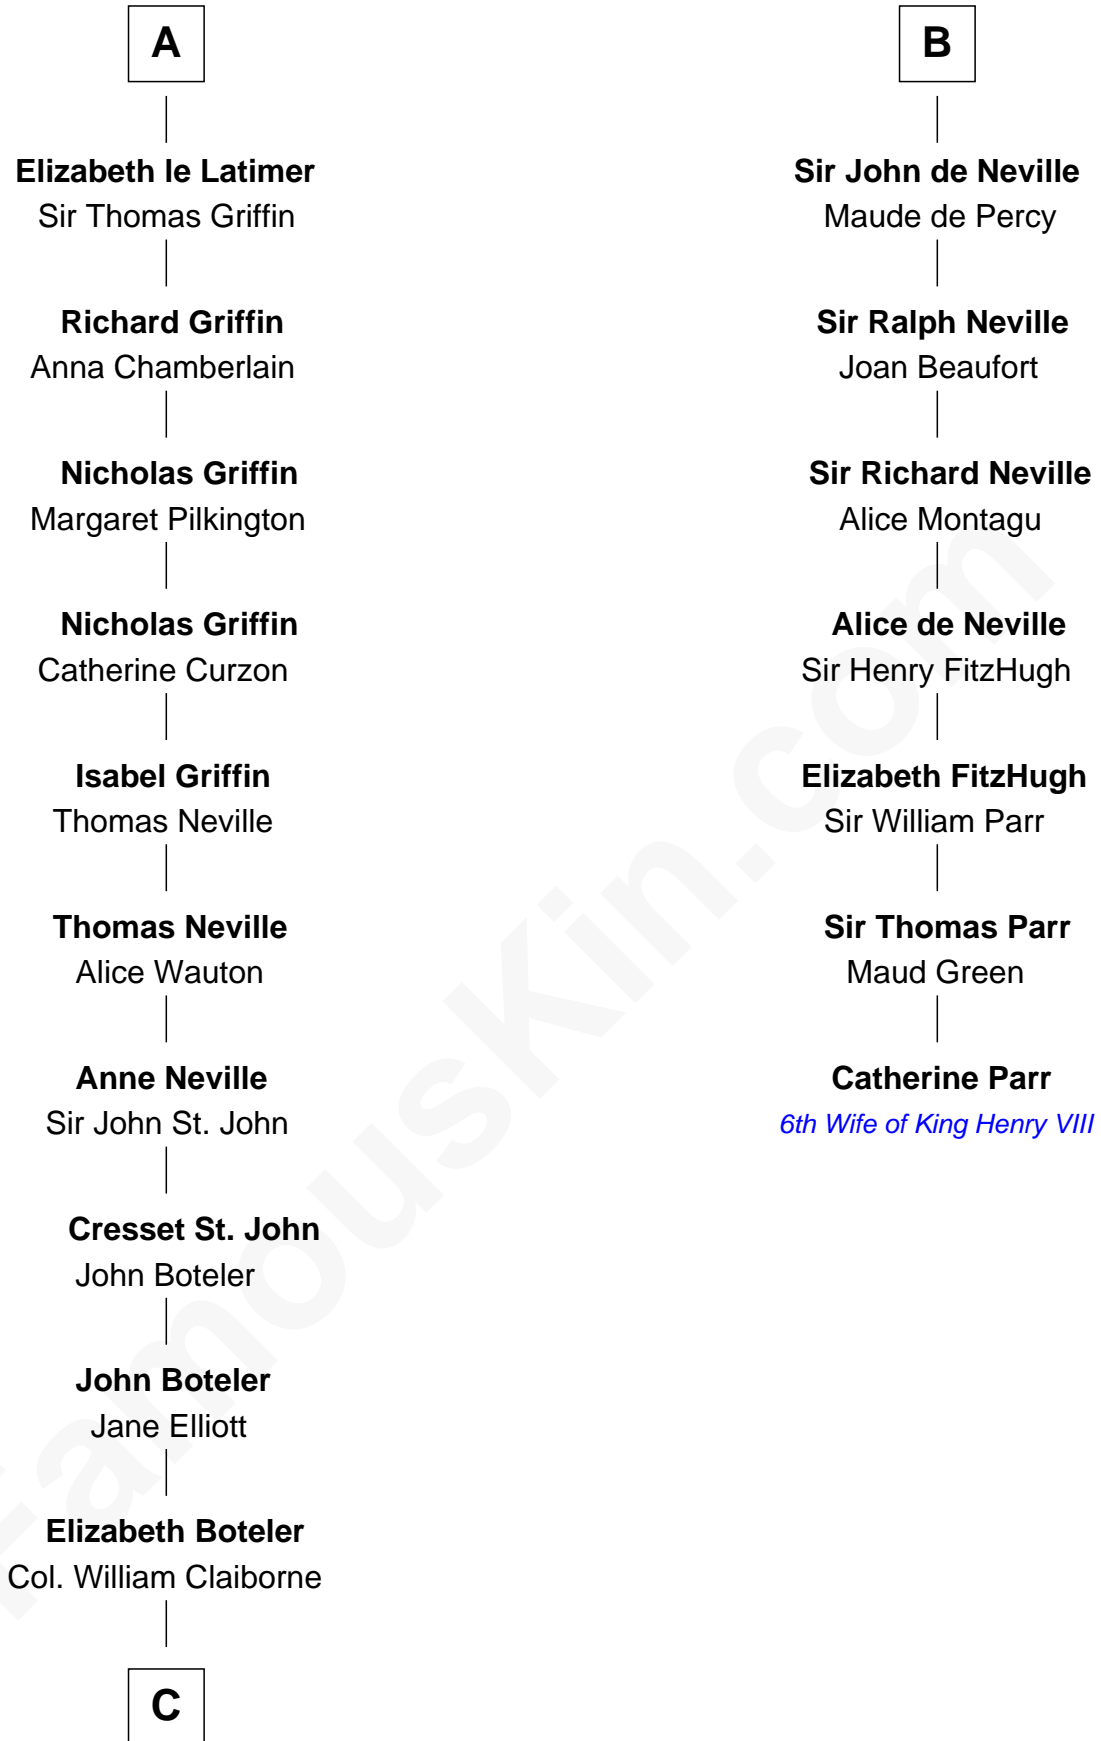 A
Elizabeth le Latimer
Sir Thomas Griffin
Richard Griffin
Anna Chamberlain
Nicholas Griffin
Margaret Pilkington
Nicholas Griffin
Catherine Curzon
Isabel Griffin
Thomas Neville
Thomas Neville
Alice Wauton
Anne Neville
Sir John St. John
Cresset St. John
John Boteler
John Boteler
Jane Elliott
Elizabeth Boteler
Col. William Claiborne
C
B
Sir John de Neville
Maude de Percy
Sir Ralph Neville
Joan Beaufort
Sir Richard Neville
Alice Montagu
Alice de Neville
Sir Henry FitzHugh
Elizabeth FitzHugh
Sir William Parr
Sir Thomas Parr
Maud Green
Catherine Parr
6th Wife of King Henry VIII
FamousKin.com